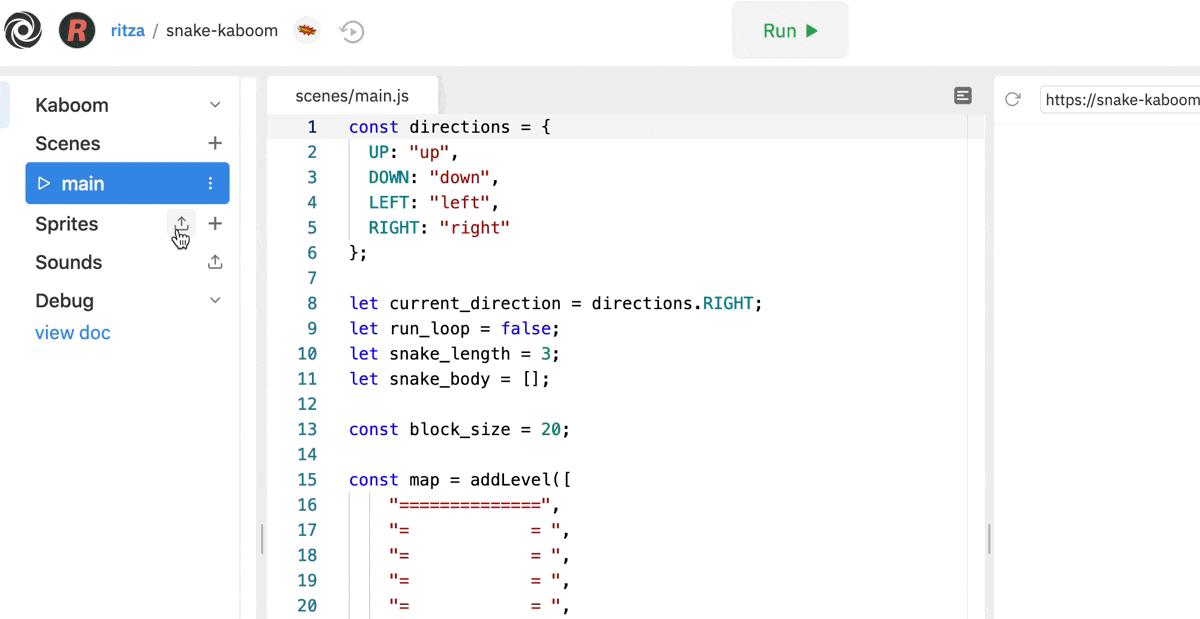 R ritza / snake-kaboom
Run
Kaboom
Scenes
main
Sprites
Sounds
Debug
view doc
scenes/main.js
1 const directions = {
2   UP: "up",
3   DOWN: "down",
4   LEFT: "left",
5   RIGHT: "right"
6 };
7
8 let current_direction = directions.RIGHT;
9 let run_loop = false;
10 let snake_length = 3;
11 let snake_body = [];
12
13 const block_size = 20;
14
15 const map = addLevel([
16     "==============",
17     "=            = ",
18     "=            = ",
19     "=            = ",
20     "=            = ",
https://snake-kaboom